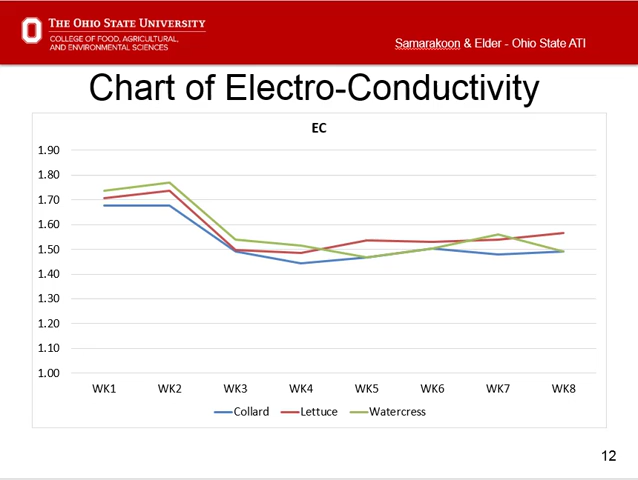 THE OHIO STATE UNIVERSITY
COLLEGE OF FOOD, AGRICULTURAL,
AND ENVIRONMENTAL SCIENCES
Samarakoon & Elder - Ohio State ATI
Chart of Electro-Conductivity
EC
1.90
1.80
1.70
1.60
1.50
1.40
1.30
1.20
1.10
1.00
WK1 WK2 WK3 WK4 WK5 WK6 WK7 WK8
Collard Lettuce Watercress
12